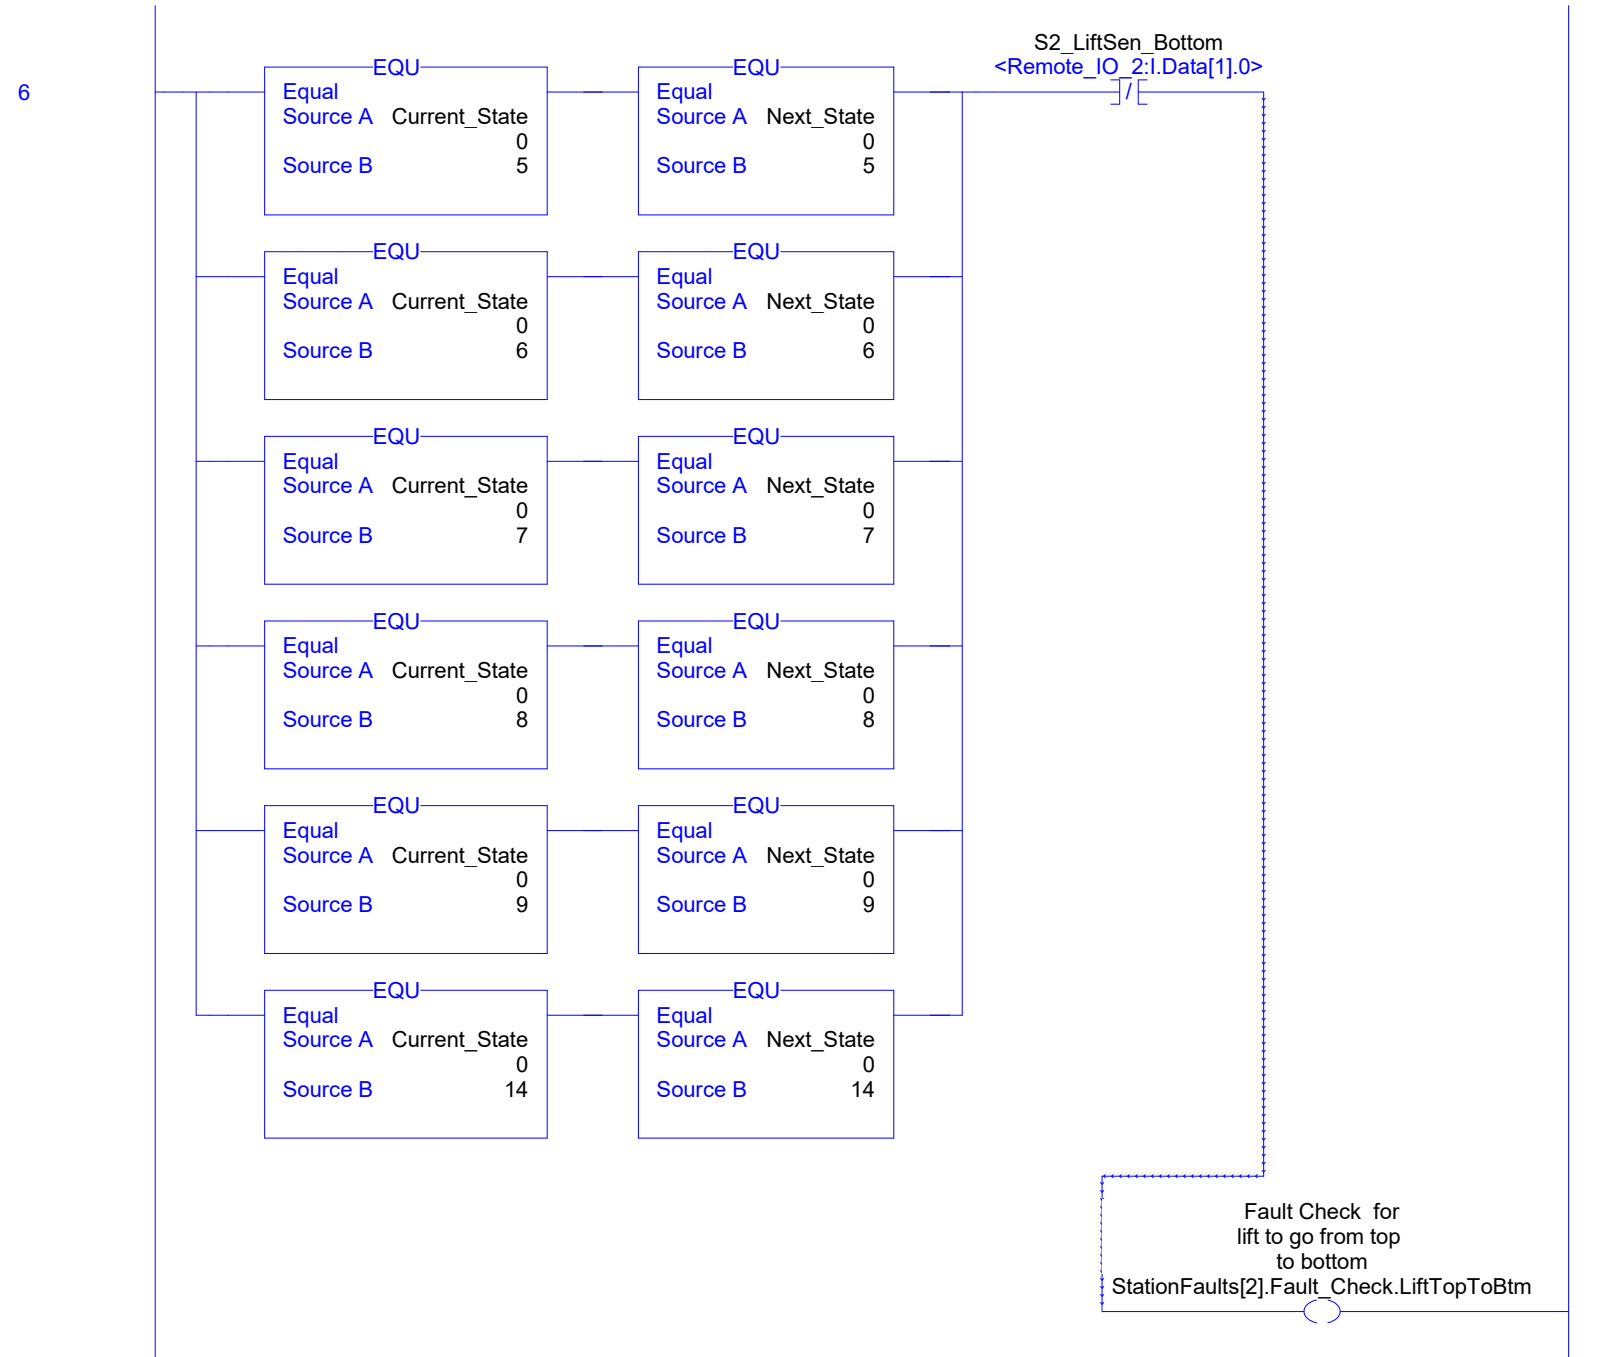 S2_LiftSen_Bottom
<Remote_IO_2:I.Data[1].0>
6
EQU
Equal
Source A Current_State
0
Source B 5
EQU
Equal
Source A Next_State
0
Source B 5
EQU
Equal
Source A Current_State
0
Source B 6
EQU
Equal
Source A Next_State
0
Source B 6
EQU
Equal
Source A Current_State
0
Source B 7
EQU
Equal
Source A Next_State
0
Source B 7
EQU
Equal
Source A Current_State
0
Source B 8
EQU
Equal
Source A Next_State
0
Source B 8
EQU
Equal
Source A Current_State
0
Source B 9
EQU
Equal
Source A Next_State
0
Source B 9
EQU
Equal
Source A Current_State
0
Source B 14
EQU
Equal
Source A Next_State
0
Source B 14
Fault Check for
lift to go from top
to bottom
StationFaults[2].Fault_Check.LiftTopToBtm